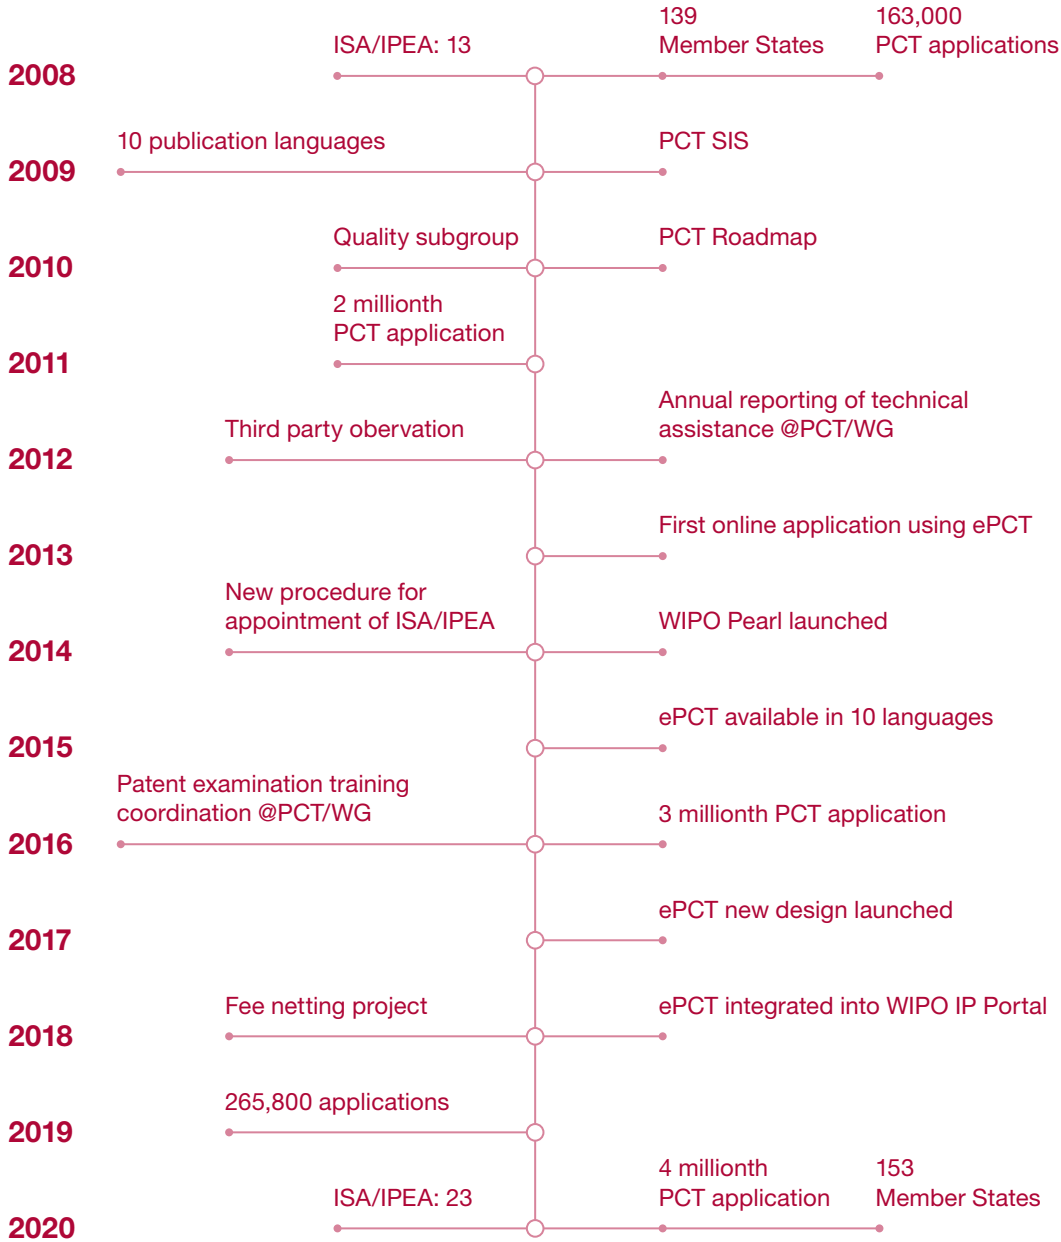 139
163,000
ISA/IPEA: 13
Member States
PCT applications
2008
10 publication languages
PCT SIS
2009
Quality subgroup
PCT Roadmap
2010
2 millionth
PCT application
2011
Annual reporting of technical
Third party obervation
assistance @PCT/WG
2012
First online application using ePCT
2013
New procedure for
appointment of ISA/IPEA
WIPO Pearl launched
2014
ePCT available in 10 languages
2015
Patent examination training
coordination @PCT/WG
3 millionth PCT application
2016
ePCT new design launched
2017
Fee netting project
ePCT integrated into WIPO IP Portal
2018
265,800 applications
2019
4 millionth
153
ISA/IPEA: 23
PCT application
Member States
2020